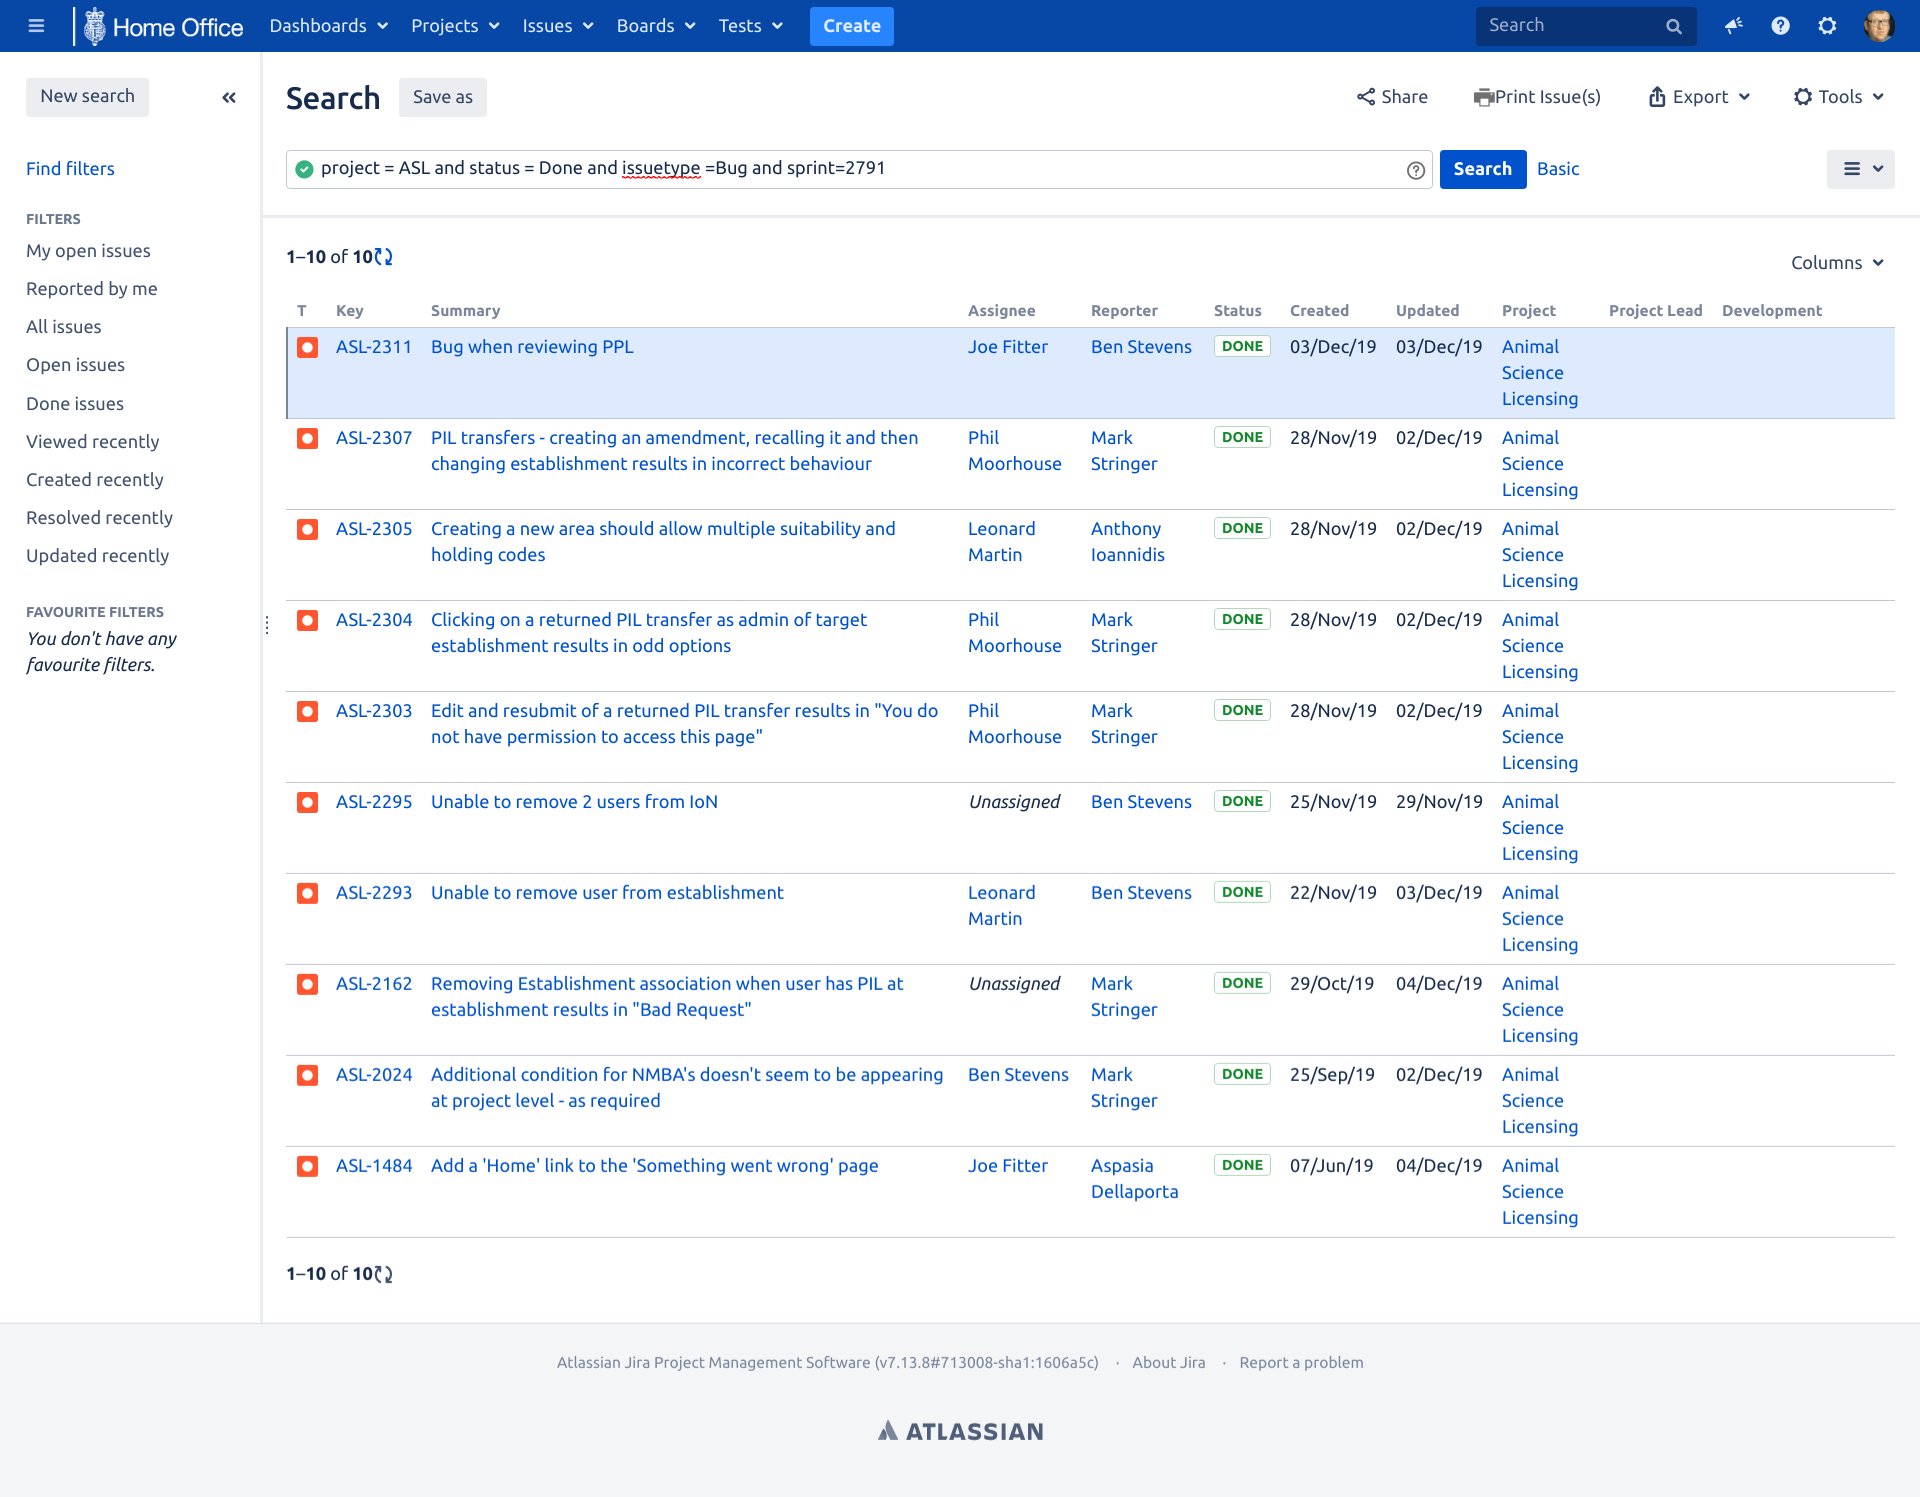 Home Office Dashboards Projects Issues Boards Tests Create Search
New search
Search Save as Share Print Issue(s) Export Tools
Find filters
project = ASL and status = Done and issuetype =Bug and sprint=2791 Search Basic
FILTERS
My open issues
Reported by me
All issues
Open issues
Done issues
Viewed recently
Created recently
Resolved recently
Updated recently
FAVOURITE FILTERS
You don't have any
favourite filters.
1–10 of 10
Columns
T Key Summary Assignee Reporter Status Created Updated Project Project Lead Development
ASL-2311 Bug when reviewing PPL Joe Fitter Ben Stevens DONE 03/Dec/19 03/Dec/19 Animal
Science
Licensing
ASL-2307 PIL transfers - creating an amendment, recalling it and then Phil Mark DONE 28/Nov/19 02/Dec/19 Animal
changing establishment results in incorrect behaviour Moorhouse Stringer Science
Licensing
ASL-2305 Creating a new area should allow multiple suitability and Leonard Anthony DONE 28/Nov/19 02/Dec/19 Animal
holding codes Martin Ioannidis Science
Licensing
ASL-2304 Clicking on a returned PIL transfer as admin of target Phil Mark DONE 28/Nov/19 02/Dec/19 Animal
establishment results in odd options Moorhouse Stringer Science
Licensing
ASL-2303 Edit and resubmit of a returned PIL transfer results in "You do Phil Mark DONE 28/Nov/19 02/Dec/19 Animal
not have permission to access this page" Moorhouse Stringer Science
Licensing
ASL-2295 Unable to remove 2 users from IoN Unassigned Ben Stevens DONE 25/Nov/19 29/Nov/19 Animal
Science
Licensing
ASL-2293 Unable to remove user from establishment Leonard Ben Stevens DONE 22/Nov/19 03/Dec/19 Animal
Martin Science
Licensing
ASL-2162 Removing Establishment association when user has PIL at Unassigned Mark DONE 29/Oct/19 04/Dec/19 Animal
establishment results in "Bad Request" Stringer Science
Licensing
ASL-2024 Additional condition for NMBA's doesn't seem to be appearing Ben Stevens Mark DONE 25/Sep/19 02/Dec/19 Animal
at project level - as required Stringer Science
Licensing
ASL-1484 Add a 'Home' link to the 'Something went wrong' page Joe Fitter Aspasia DONE 07/Jun/19 04/Dec/19 Animal
Dellaporta Science
Licensing
1–10 of 10
Atlassian Jira Project Management Software (v7.13.8#713008-sha1:1606a5c) · About Jira · Report a problem
ATLASSIAN